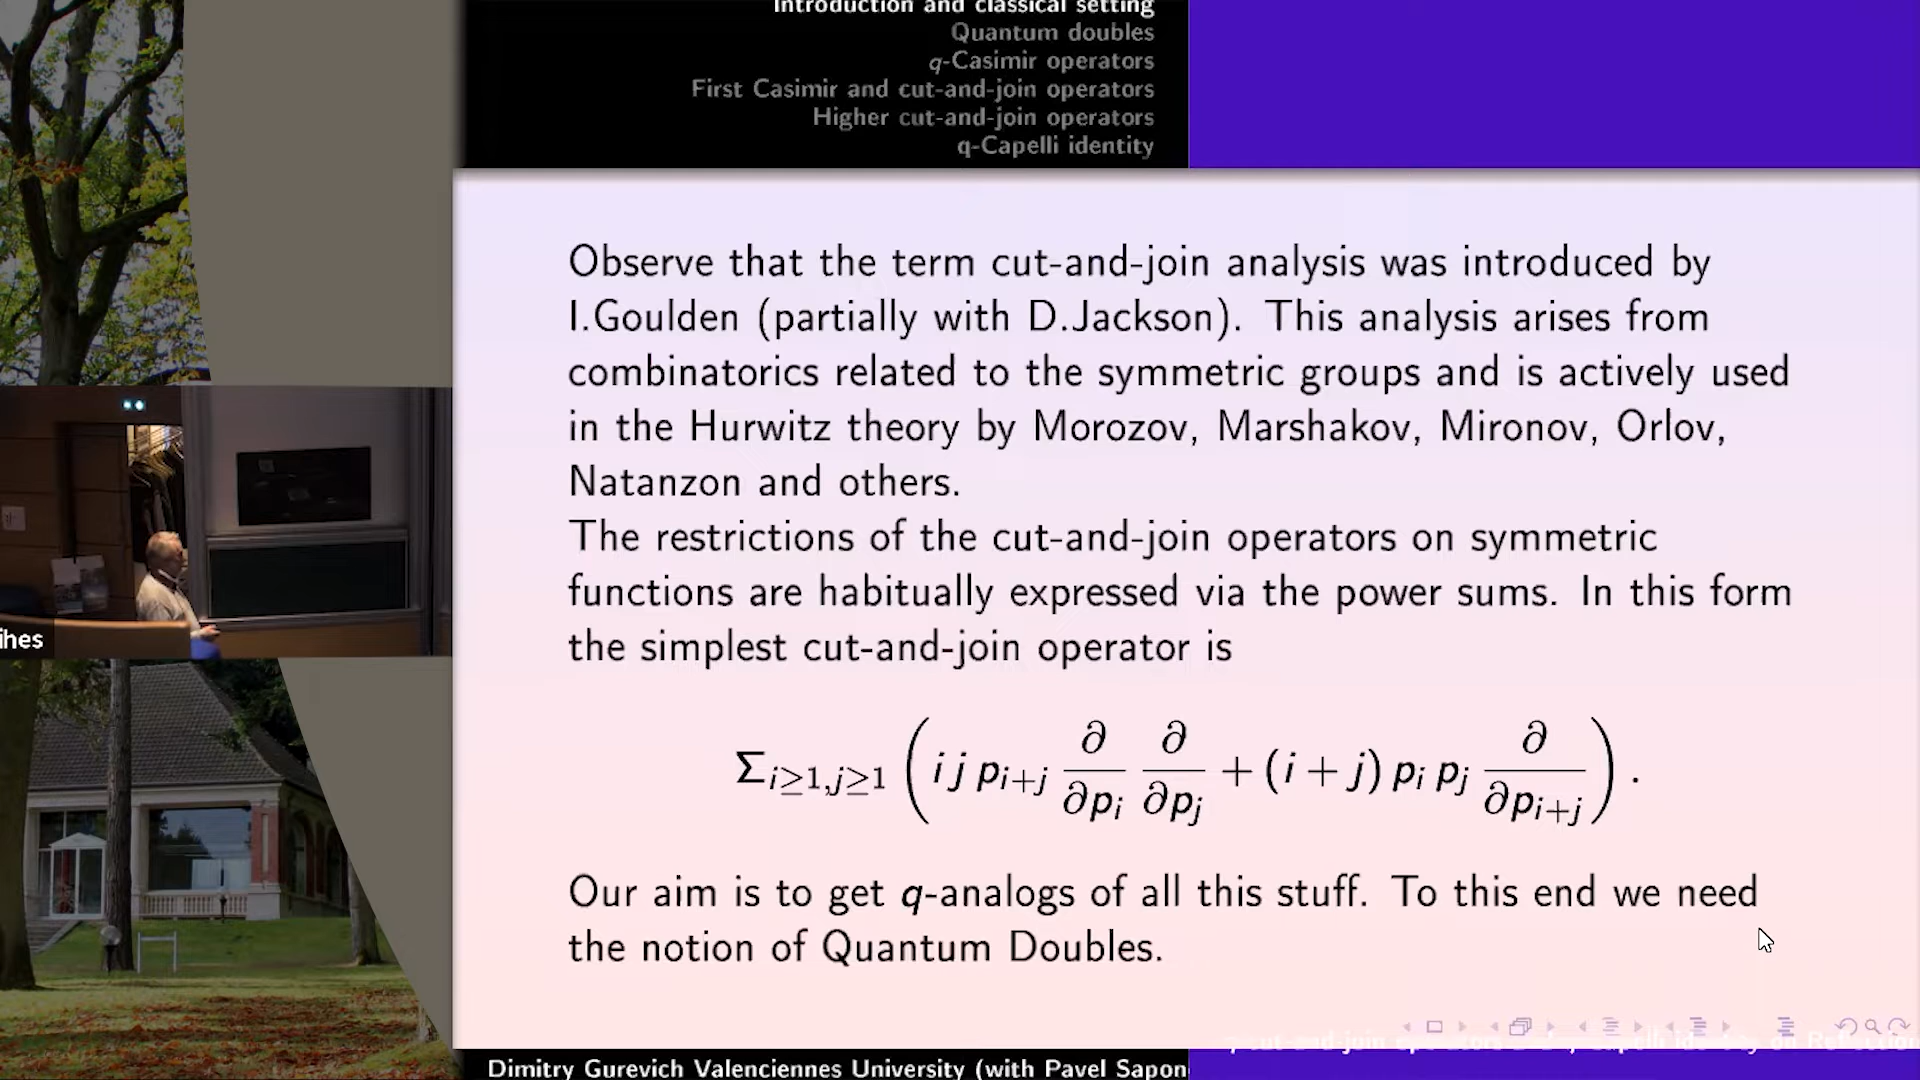 Introduction and classical setting
Quantum doubles
q-Casimir operators
First Casimir and cut-and-join operators
Higher cut-and-join operators
q-Capelli identity
Observe that the term cut-and-join analysis was introduced by
I.Goulden (partially with D.Jackson). This analysis arises from
combinatorics related to the symmetric groups and is actively used
in the Hurwitz theory by Morozov, Marshakov, Mironov, Orlov,
Natanzon and others.
The restrictions of the cut-and-join operators on symmetric
functions are habitually expressed via the power sums. In this form
the simplest cut-and-join operator is
Σ_{i≥1,j≥1} ( i j p_{i+j} ∂/∂p_i ∂/∂p_j + (i + j) p_i p_j ∂/∂p_{i+j} ) .
Our aim is to get q-analogs of all this stuff. To this end we need
the notion of Quantum Doubles.
ihes
Dimitry Gurevich Valenciennes University (with Pavel Sapon
cut-and-join operators